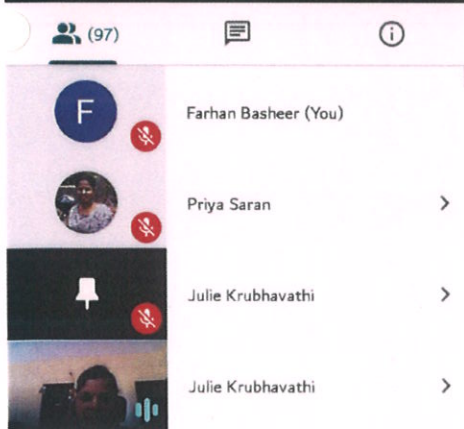 (97)
F
Farhan Basheer (You)
Priya Saran
Julie Krubhavathi
Julie Krubhavathi